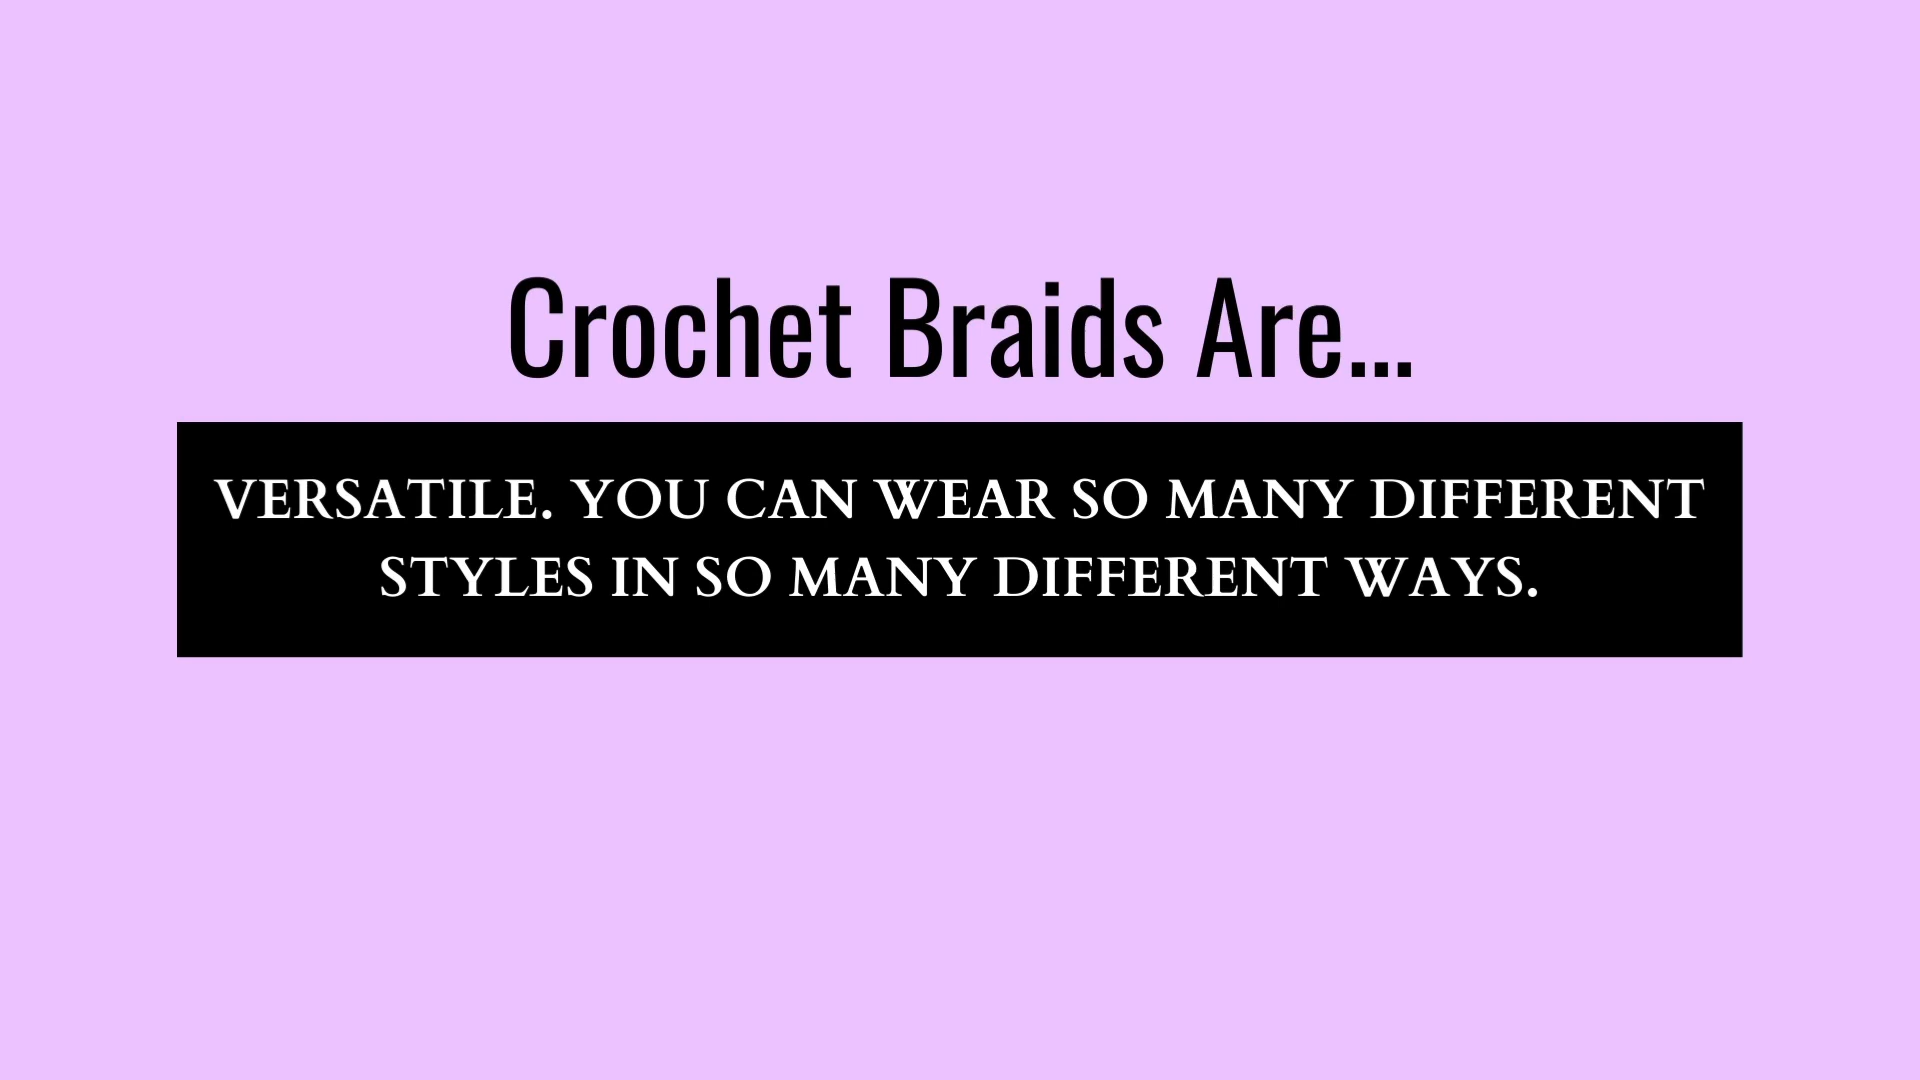 Crochet Braids Are...
VERSATILE. YOU CAN WEAR SO MANY DIFFERENT
STYLES IN SO MANY DIFFERENT WAYS.